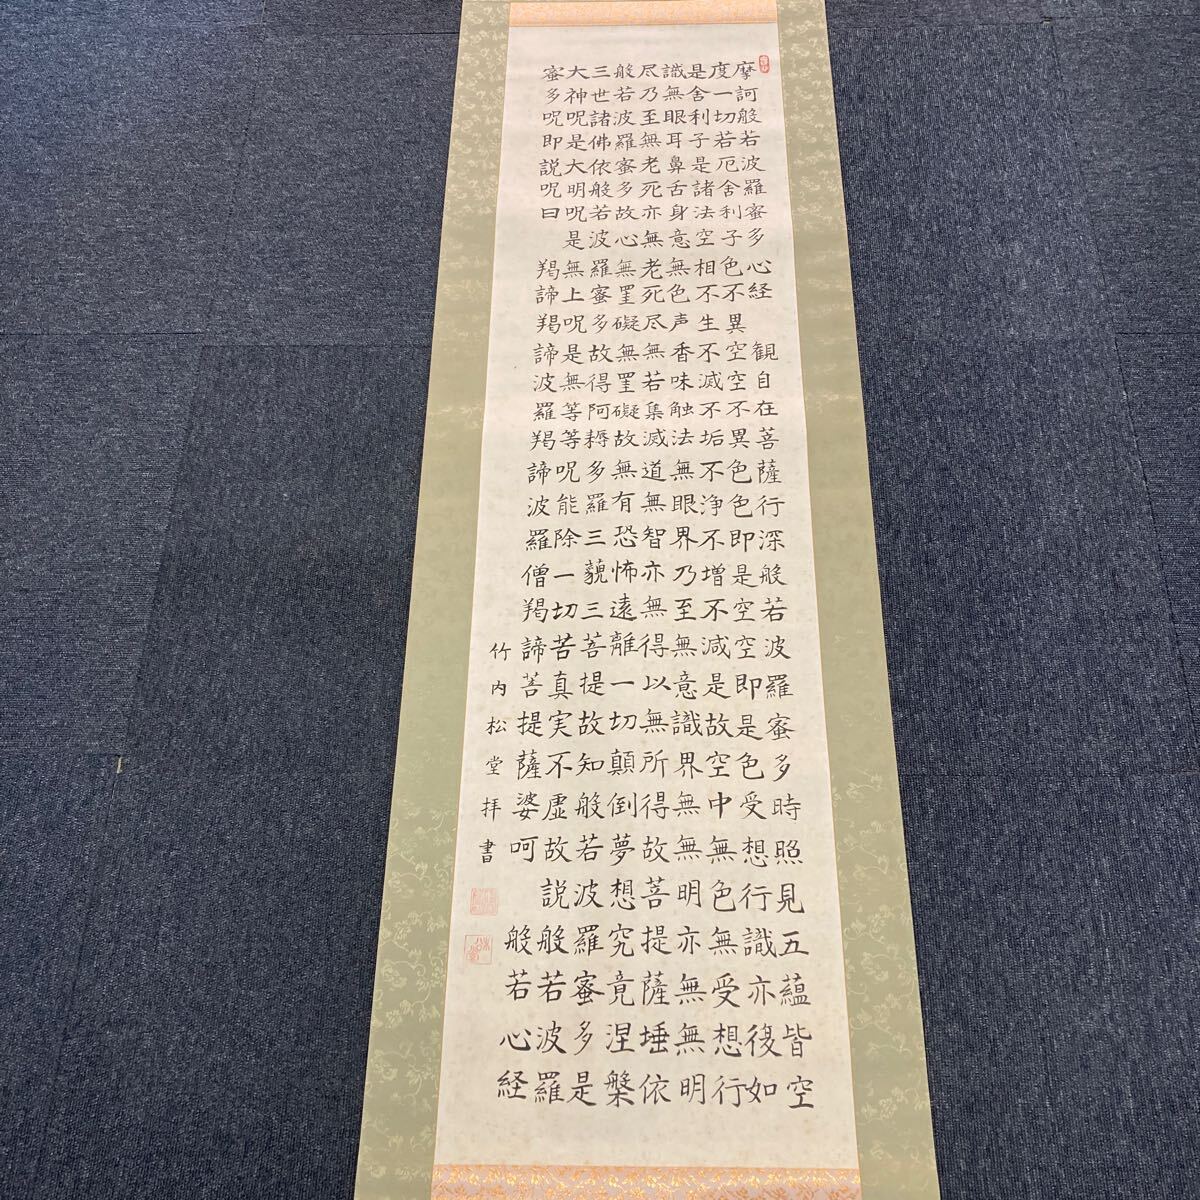 摩訶般若波羅蜜多心経 観自在菩薩行深般若波羅蜜多時照見五蘊皆空
度一切苦厄舍利子色不異空空不異色色即是空空即是色受想行識亦復如
是舍利子是諸法空相不生不滅不垢不浄不増不減是故空中無色無受想行
識無眼耳鼻舌身意無色声香味触法無眼界乃至無意識界無無明亦無無明
尽乃至無老死亦無老死尽無苦集滅道無智亦無得以無所得故菩提薩埵依
般若波羅蜜多故心無罣礙無罣礙故無有恐怖遠離一切顛倒夢想究竟涅槃
三世諸佛依般若波羅蜜多故得阿耨多羅三藐三菩提故知般若波羅蜜多是
大神呪是大明呪是無上呪是無等等呪能除一切苦真実不虚故説般若波羅
蜜多呪即説呪曰 羯諦羯諦波羅羯諦波羅僧羯諦菩提薩婆呵 般若心経
竹内松堂拝書